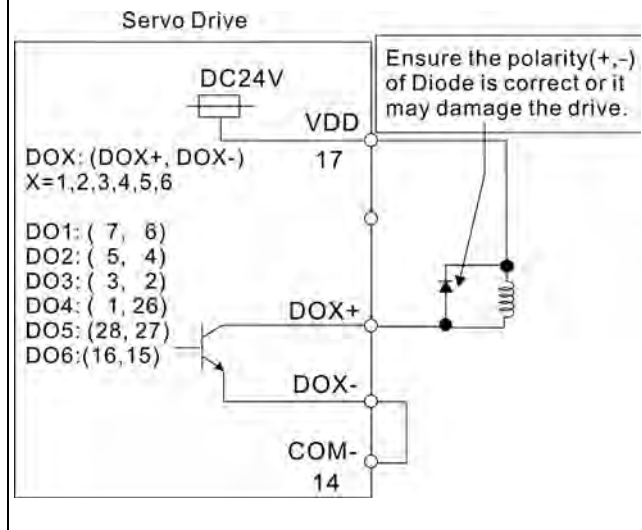 Servo Drive
Ensure the polarity(+,-)
of Diode is correct or it
may damage the drive.
DC24V
VDD
17
DOX: (DOX+, DOX-)
X=1,2,3,4,5,6
DO1: ( 7, 6)
DO2: ( 5, 4)
DO3: ( 3, 2)
DO4: ( 1, 26)
DO5: (28, 27)
DO6:(16,15)
DOX+
DOX-
COM-
14